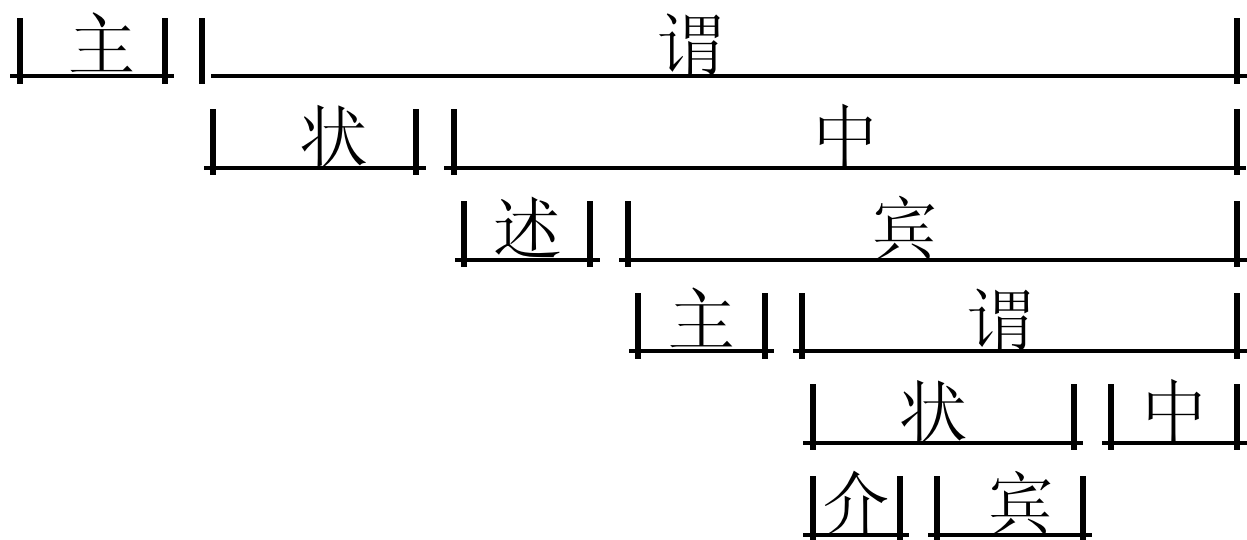 主 谓
状 中
述 宾
主 谓
状 中
介 宾